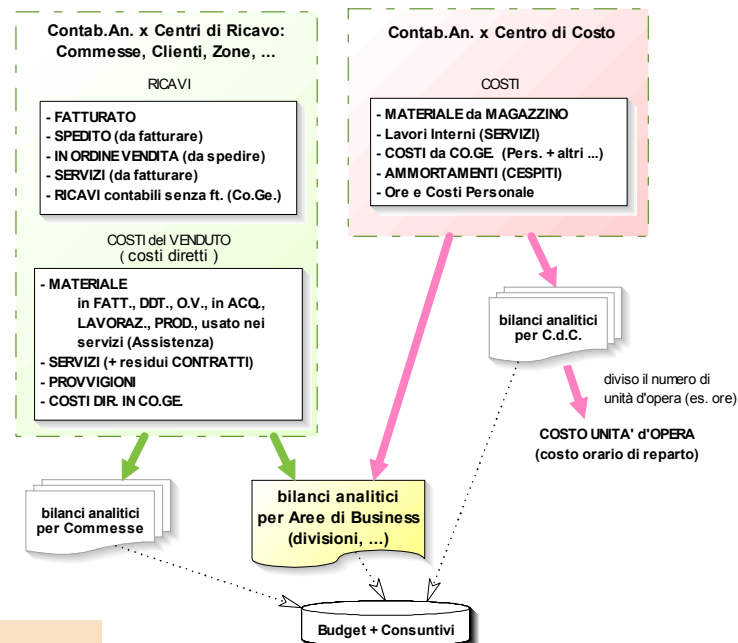 Contab.An. x Centri di Ricavo:
Commesse, Clienti, Zone, ...
RICAVI
- FATTURATO
- SPEDITO (da fatturare)
- IN ORDINE VENDITA (da spedire)
- SERVIZI (da fatturare)
- RICAVI contabili senza ft. (Co.Ge.)
COSTI del VENDUTO
( costi diretti )
- MATERIALE
in FATT., DDT., O.V., in ACQ.,
LAVORAZ., PROD., usato nei
servizi (Assistenza)
- SERVIZI (+ residui CONTRATTI)
- PROVVIGIONI
- COSTI DIR. IN CO.GE.
Contab.An. x Centro di Costo
COSTI
- MATERIALE da MAGAZZINO
- Lavori Interni (SERVIZI)
- COSTI da CO.GE. (Pers. + altri ...)
- AMMORTAMENTI (CESPITI)
- Ore e Costi Personale
bilanci analitici
per C.d.C.
diviso il numero di
unità d'opera (es. ore)
COSTO UNITA' d'OPERA
(costo orario di reparto)
bilanci analitici
per Commesse
bilanci analitici
per Aree di Business
(divisioni, ...)
Budget + Consuntivi